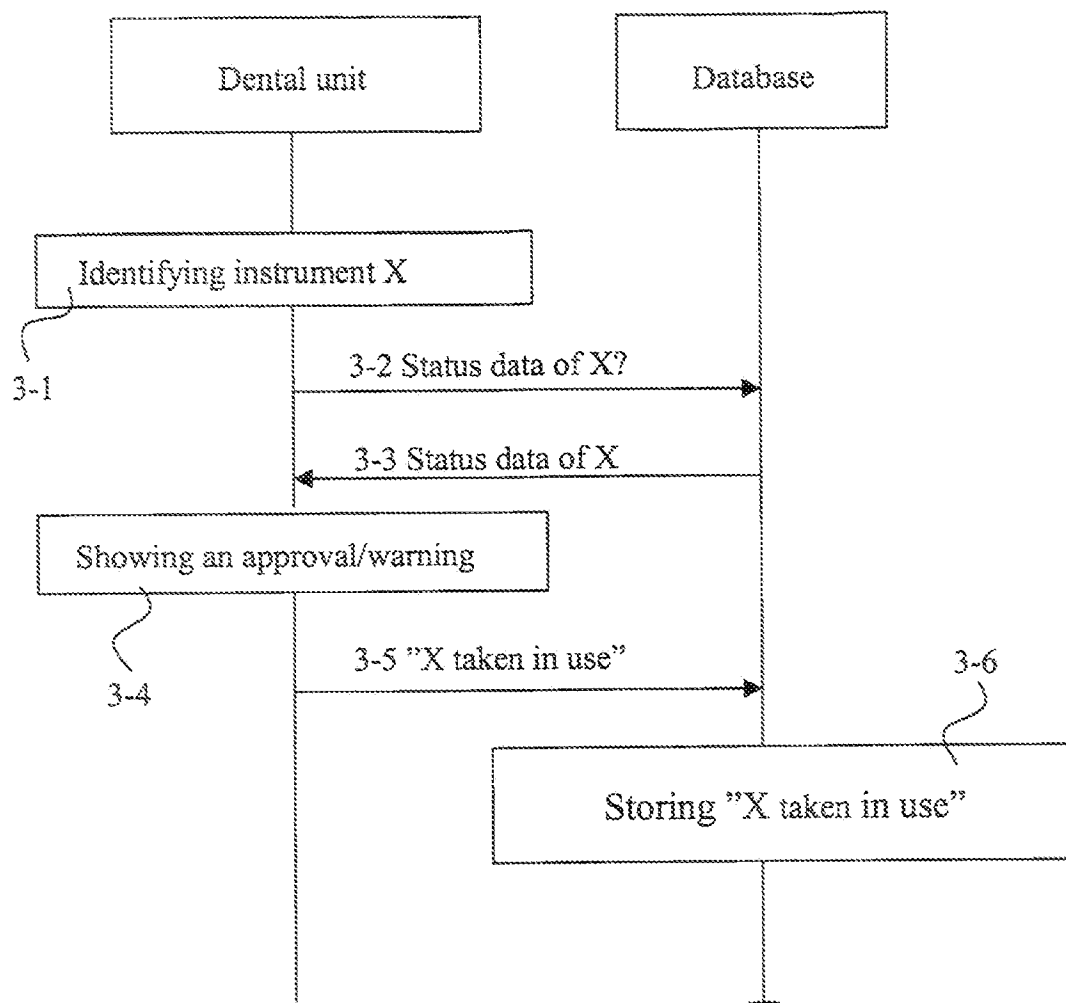 Dental unit
Database
Identifying instrument X
3-1
3-2 Status data of X?
3-3 Status data of X
Showing an approval/warning
3-4
3-5 ”X taken in use”
3-6
Storing ”X taken in use”